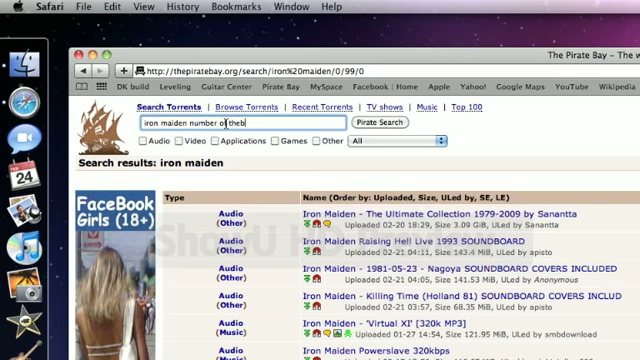 Safari File Edit View History Bookmarks Window Help
The Pirate Bay - The w
http://thepiratebay.org/search/iron%20maiden/0/99/0
DK build Leveling Guitar Center Pirate Bay MySpace Facebook | Home Apple Yahoo! Google Maps YouTube Wikipedia
Search Torrents | Browse Torrents | Recent Torrents | TV shows | Music | Top 100
iron maiden number of theb Pirate Search
Audio Video Applications Games Other All
Search results: iron maiden
FEB
24
FaceBook
Girls (18+)
Type Name (Order by: Uploaded, Size, ULed by, SE, LE)
Audio
(Other)
Iron Maiden - The Ultimate Collection 1979-2009 by Sanantta
Uploaded 02-20 18:29, Size 3.09 GiB, ULed by Sanantta
Audio
(Other)
Iron Maiden Raising Hell Live 1993 SOUNDBOARD
Uploaded 02-20 04:11, Size 143.4 MiB, ULed by apisto
Audio
(Other)
Iron Maiden - 1981-05-23 - Nagoya SOUNDBOARD COVERS INCLUDED
Uploaded 02-20 04:05, Size 141.53 MiB, ULed by Anonymous
Audio
(Other)
Iron Maiden - Killing Time (Holland 81) SOUNDBOARD COVERS INCLUD
Uploaded 02-20 03:57, Size 68.35 MiB, ULed by apisto
Audio
(Music)
Iron Maiden - 'Virtual XI' [320k MP3]
Uploaded 01-27 14:54, Size 121.95 MiB, ULed by smbdownload
Audio
(Music)
Iron Maiden Powerslave 320kbps